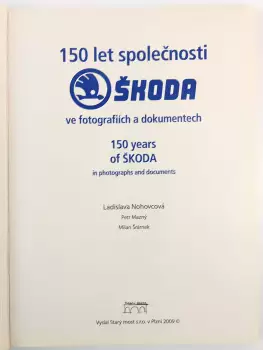 150 let společnosti
ŠKODA
ve fotografiích a dokumentech
150 years
of ŠKODA
in photographs and documents
Ladislava Nohovcová
Petr Mazný
Milan Šrámek
Vydal Starý most s.r.o. v Plzni 2009 ©